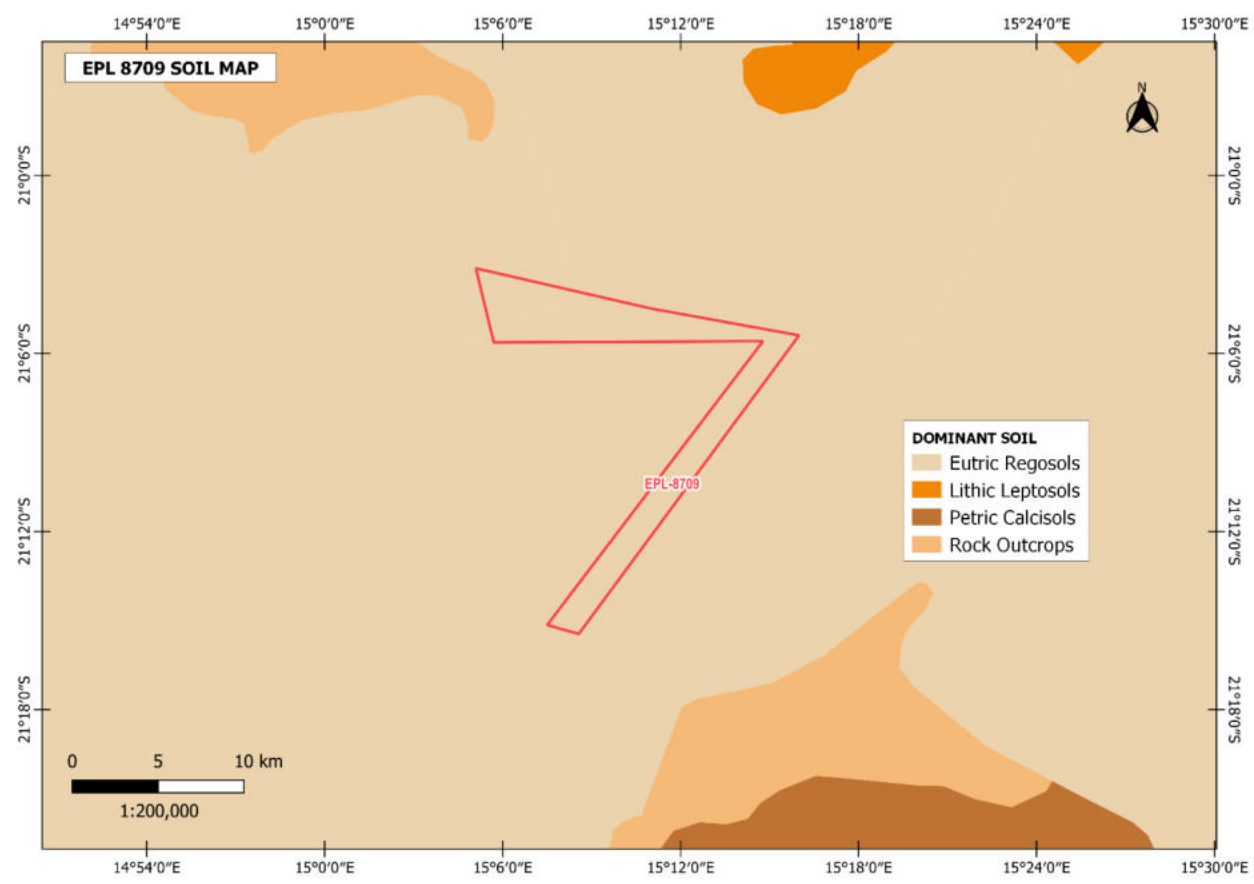 14°54′0″E 15°0′0″E 15°6′0″E 15°12′0″E 15°18′0″E 15°24′0″E 15°30′0″E
EPL 8709 SOIL MAP
N
21°0′0″S 21°0′0″S
21°6′0″S 21°6′0″S
DOMINANT SOIL
Eutric Regosols
Lithic Leptosols
Petric Calcisols
Rock Outcrops
EPL-8709
21°12′0″S 21°12′0″S
21°18′0″S 21°18′0″S
0 5 10 km
1:200,000
14°54′0″E 15°0′0″E 15°6′0″E 15°12′0″E 15°18′0″E 15°24′0″E 15°30′0″E